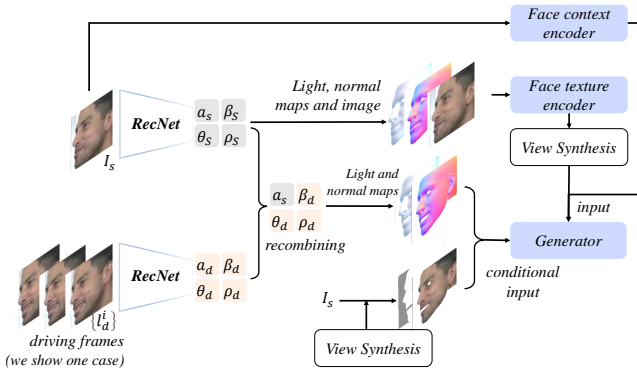 Face context
encoder
Light, normal
maps and image
Face texture
encoder
RecNet
a_s β_s
θ_S ρ_S
I_s
View Synthesis
Light and
normal maps
a_s β_d
θ_d ρ_d
recombining
input
Generator
conditional
input
RecNet
a_d β_d
θ_d ρ_d
{l_d^i}
I_s
driving frames
(we show one case)
View Synthesis